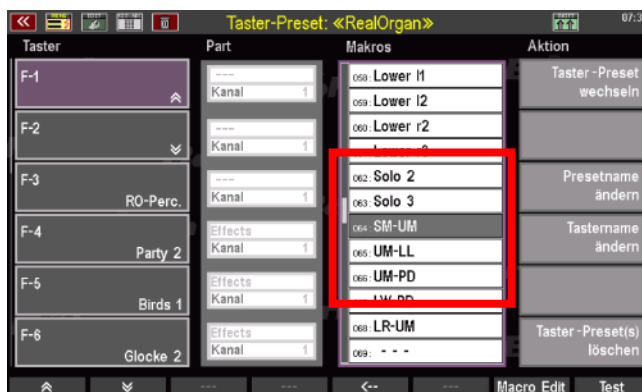 Taster-Preset: «RealOrgan»
07:3
Taster
Part
Makros
Aktion
F-1
F-2
F-3
RO-Perc.
F-4
Party 2
F-5
Birds 1
F-6
Glocke 2
---
Kanal 1
---
Kanal 1
---
Kanal 1
Effects
Kanal 1
Effects
Kanal 1
Effects
Kanal 1
058: Lower l1
059: Lower l2
060: Lower r2
062: Solo 2
063: Solo 3
064: SM-UM
065: UM-LL
066: UM-PD
068: LR-UM
069: - - -
Taster-Preset
wechseln
Presetname
ändern
Tastername
ändern
Taster-Preset(s)
löschen
---
---
<--
---
Macro Edit
Test